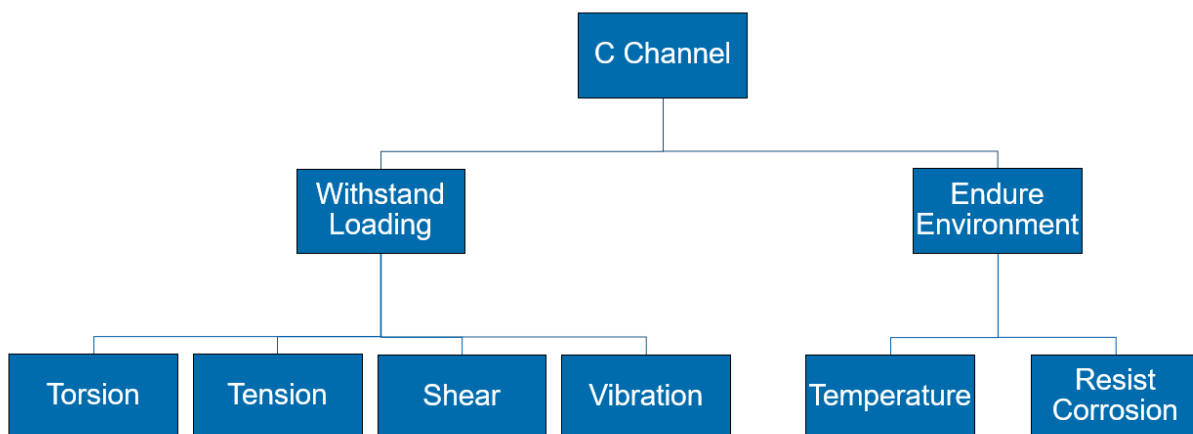 C Channel
Withstand
Loading
Endure
Environment
Torsion
Tension
Shear
Vibration
Temperature
Resist
Corrosion